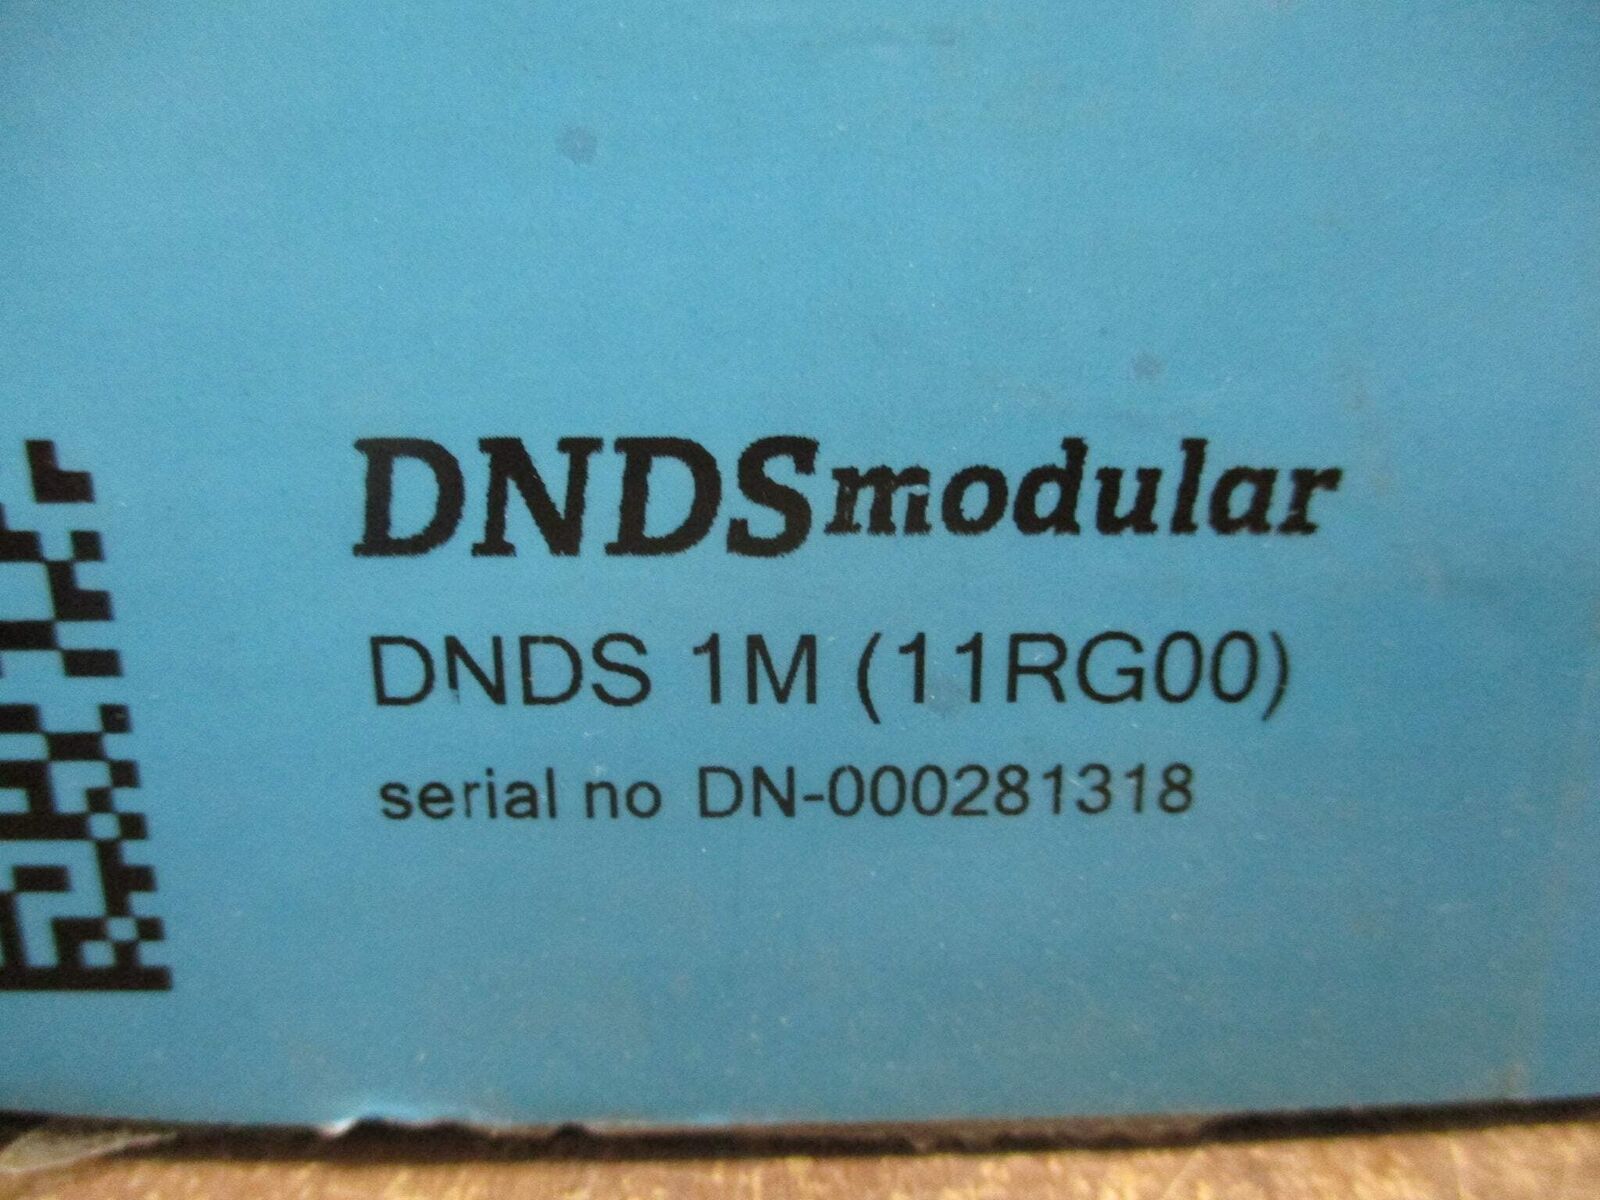 DNDSmodular
DNDS 1M (11RG00)
serial no DN-000281318